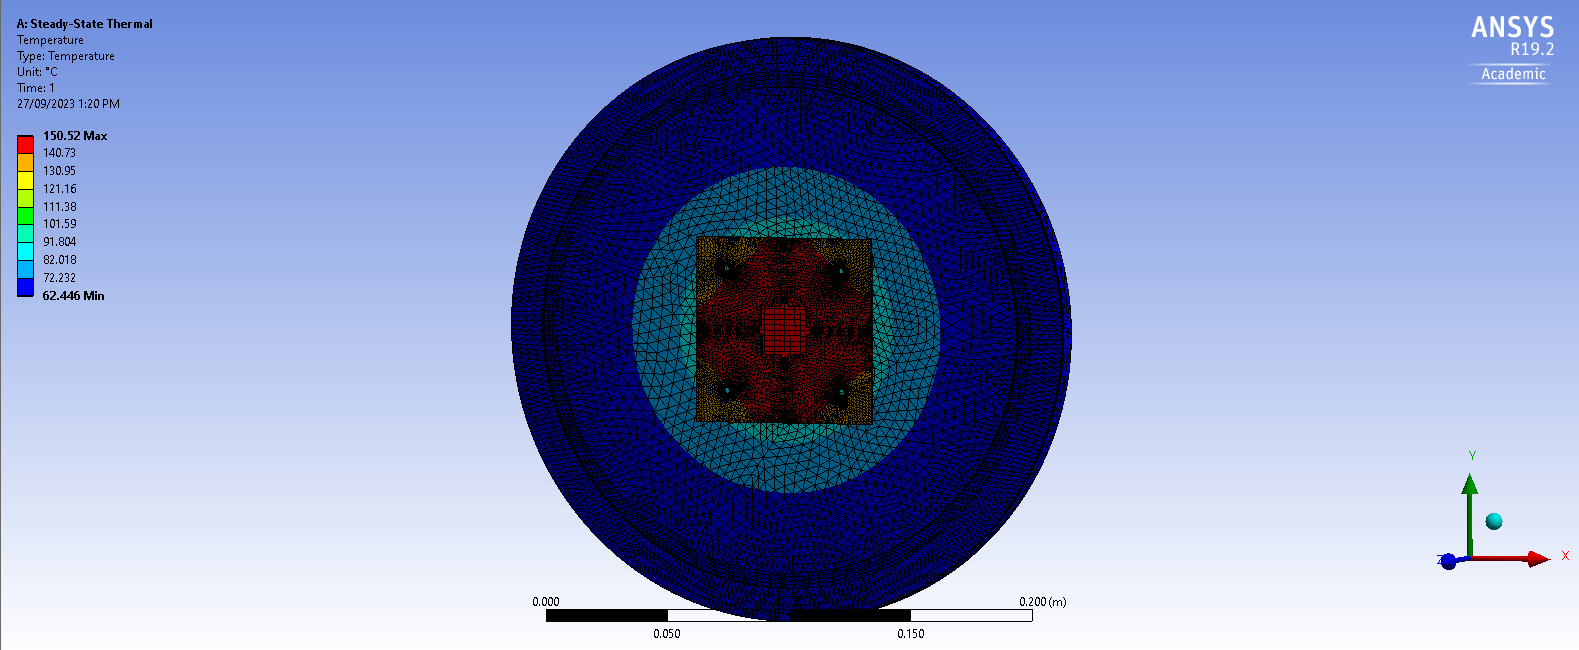 A: Steady-State Thermal
Temperature
Type: Temperature
Unit: °C
Time: 1
27/09/2023 1:20 PM
150.52 Max
140.73
130.95
121.16
111.38
101.59
91.804
82.018
72.232
62.446 Min
ANSYS
R19.2
Academic
0.000
0.200 (m)
0.050
0.150
Y
X
Z